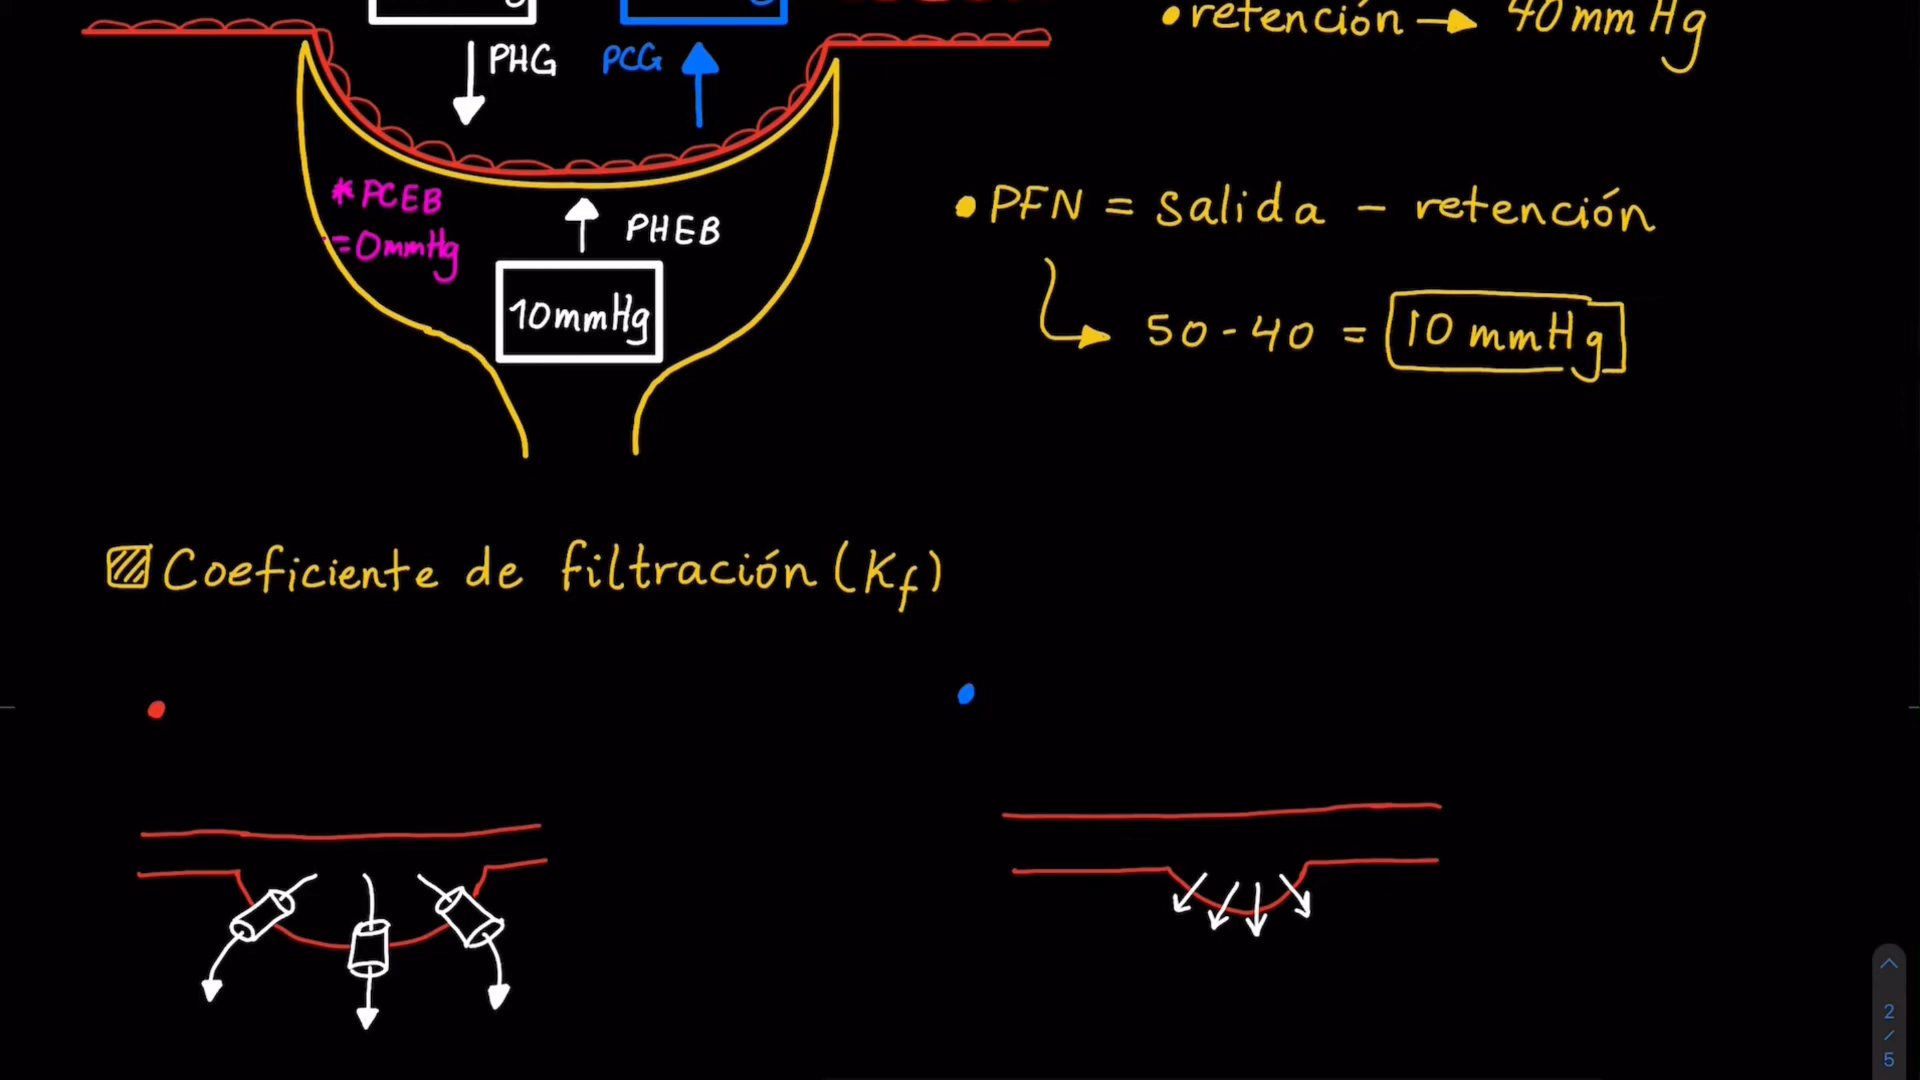 PHG
PCG
* PCEB
= 0mmHg
PHEB
10mmHg
• retención → 40 mm Hg
• PFN = salida - retención
50 - 40 = 10 mmHg
Coeficiente de filtración (Kf)
2
/
5